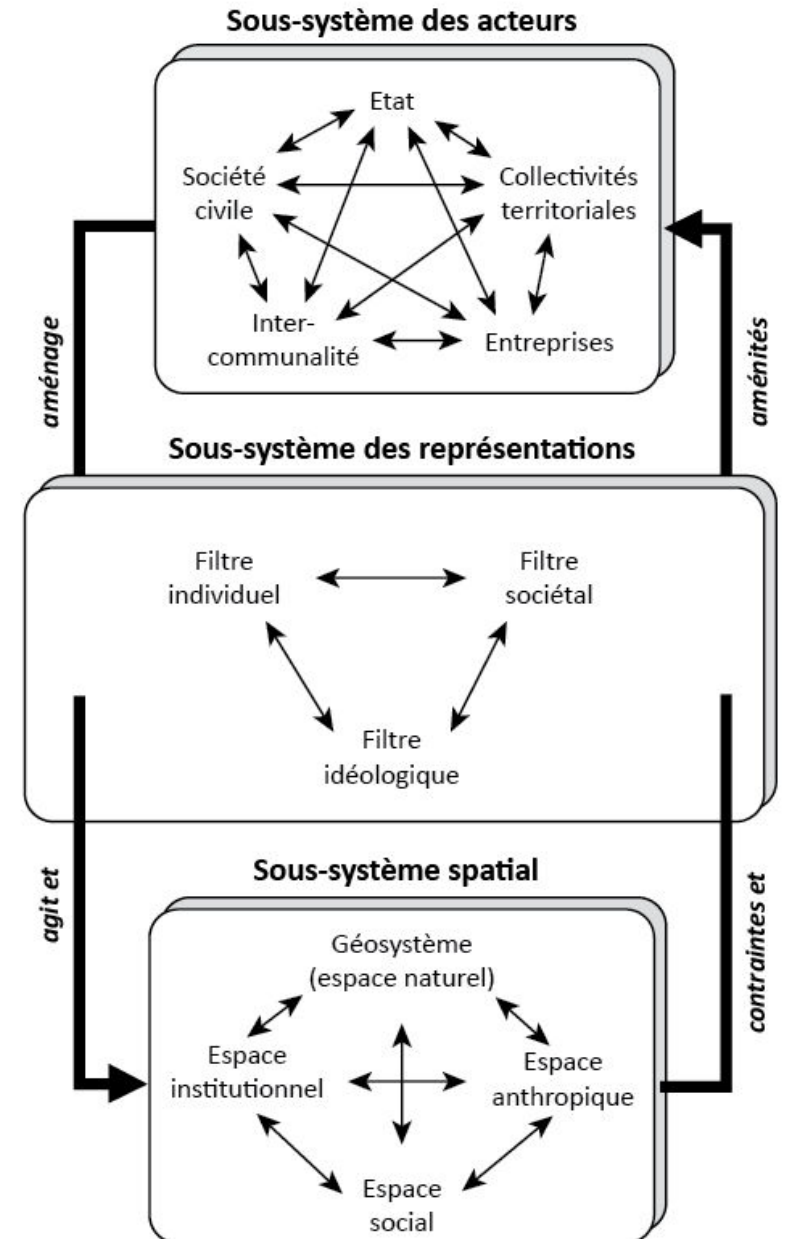 Sous-système des acteurs
Etat
Société
civile
Collectivités
territoriales
Inter-
communalité
Entreprises
aménage
aménités
Sous-système des représentations
Filtre
individuel
Filtre
sociétal
Filtre
idéologique
agit et
contraintes et
Sous-système spatial
Géosystème
(espace naturel)
Espace
institutionnel
Espace
anthropique
Espace
social